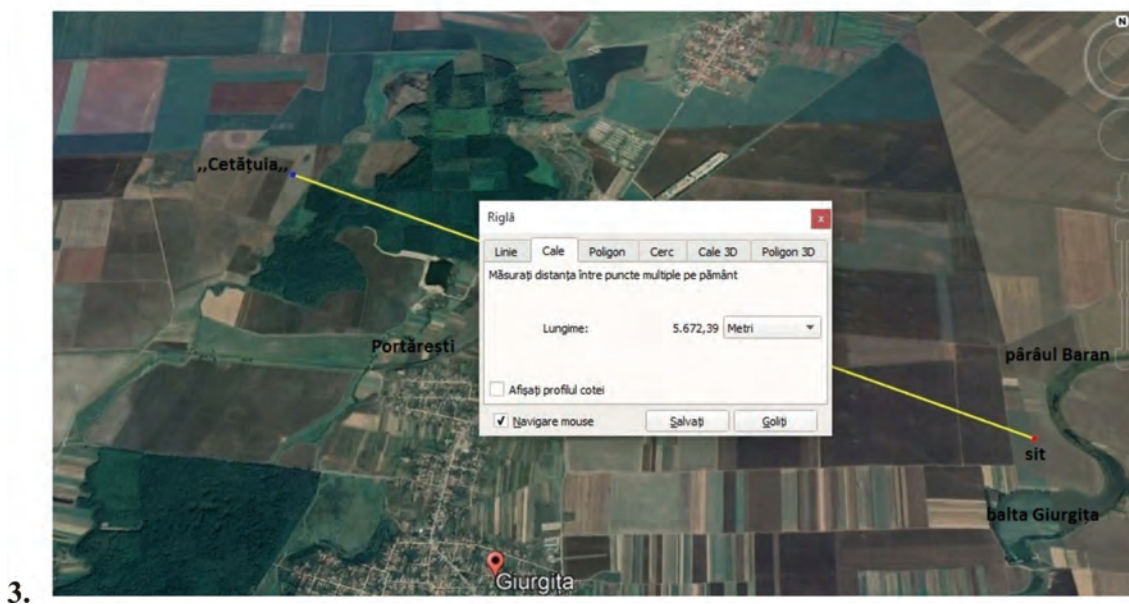 N
,,Cetățuia,,
Riglă
x
Linie Cale Poligon Cerc Cale 3D Poligon 3D
Măsurați distanța între puncte multiple pe pământ
Lungime: 5.672,39 Metri
Portărești
pârâul Baran
Afișați profilul cotei
Navigare mouse Salvați Goliți
sit
balta Giurgița
Giurgita
3.